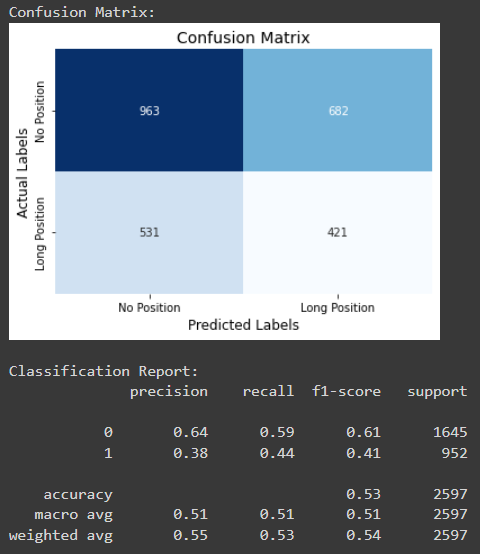 Confusion Matrix:
Confusion Matrix
Actual Labels
No Position
Long Position
963 682
531 421
No Position Long Position
Predicted Labels
Classification Report:
precision recall f1-score support
0 0.64 0.59 0.61 1645
1 0.38 0.44 0.41 952
accuracy 0.53 2597
macro avg 0.51 0.51 0.51 2597
weighted avg 0.55 0.53 0.54 2597